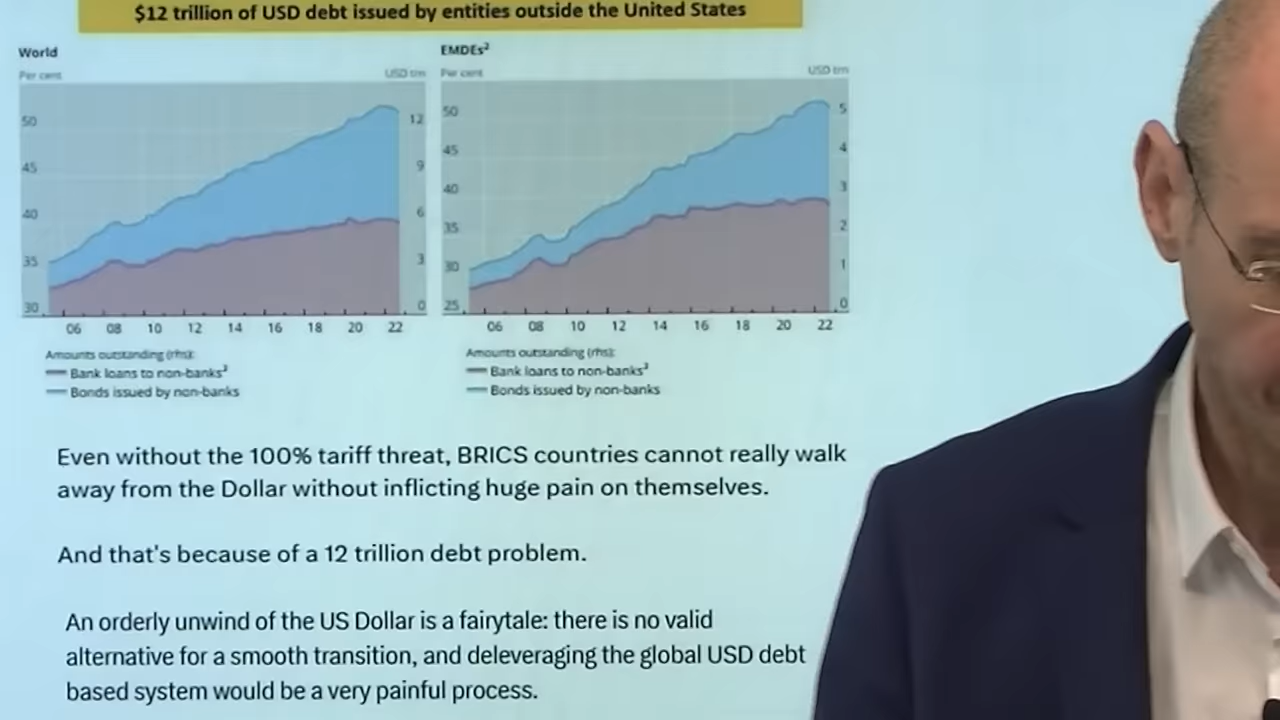 $12 trillion of USD debt issued by entities outside the United States
World
Per cent
USD trn
50
45
40
35
30
12
9
6
3
0
06 08 10 12 14 16 18 20 22
Amounts outstanding (rhs):
Bank loans to non-banks³
Bonds issued by non-banks
EMDEs²
Per cent
USD trn
50
45
40
35
30
25
5
4
3
2
1
0
06 08 10 12 14 16 18 20 22
Amounts outstanding (rhs):
Bank loans to non-banks³
Bonds issued by non-banks
Even without the 100% tariff threat, BRICS countries cannot really walk
away from the Dollar without inflicting huge pain on themselves.
And that's because of a 12 trillion debt problem.
An orderly unwind of the US Dollar is a fairytale: there is no valid
alternative for a smooth transition, and deleveraging the global USD debt
based system would be a very painful process.